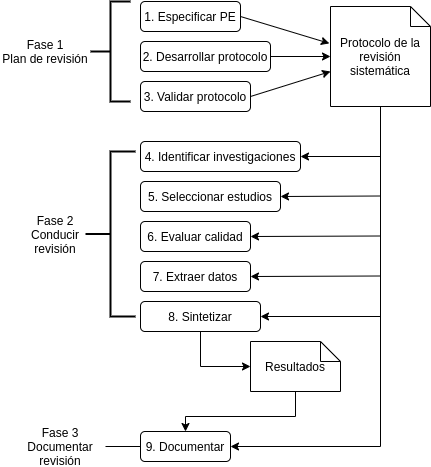 Fase 1
Plan de revisión
1. Especificar PE
2. Desarrollar protocolo
3. Validar protocolo
Protocolo de la
revisión
sistemática
Fase 2
Conducir
revisión
4. Identificar investigaciones
5. Seleccionar estudios
6. Evaluar calidad
7. Extraer datos
8. Sintetizar
Resultados
Fase 3
Documentar
revisión
9. Documentar